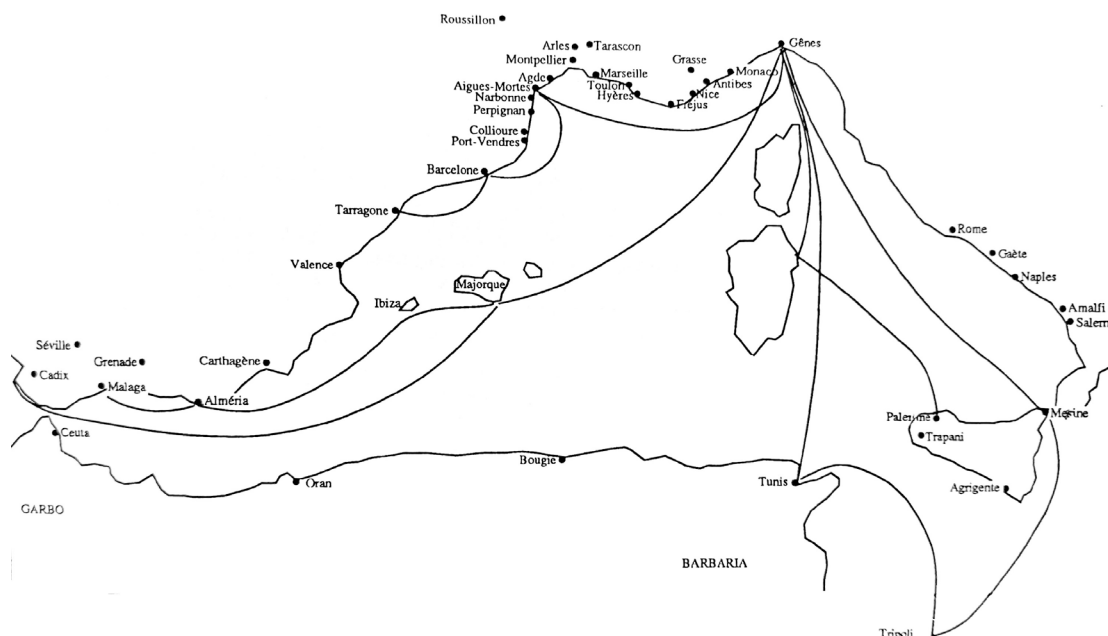 Roussillon
Gênes
Arles
Tarascon
Montpellier
Grasse
Monaco
Marseille
Agde
Toulon
Antibes
Aigues-Mortes
Nice
Narbonne
Hyères
Fréjus
Perpignan
Collioure
Port-Vendres
Barcelone
Tarragone
Rome
Gaète
Valence
Naples
Majorque
Ibiza
Amalfi
Salern
Séville
Grenade
Carthagène
Cadix
Malaga
Alméria
Messine
Palerme
Ceuta
Trapani
Bougie
Oran
Tunis
Agrigente
GARBO
BARBARIA
Tripoli